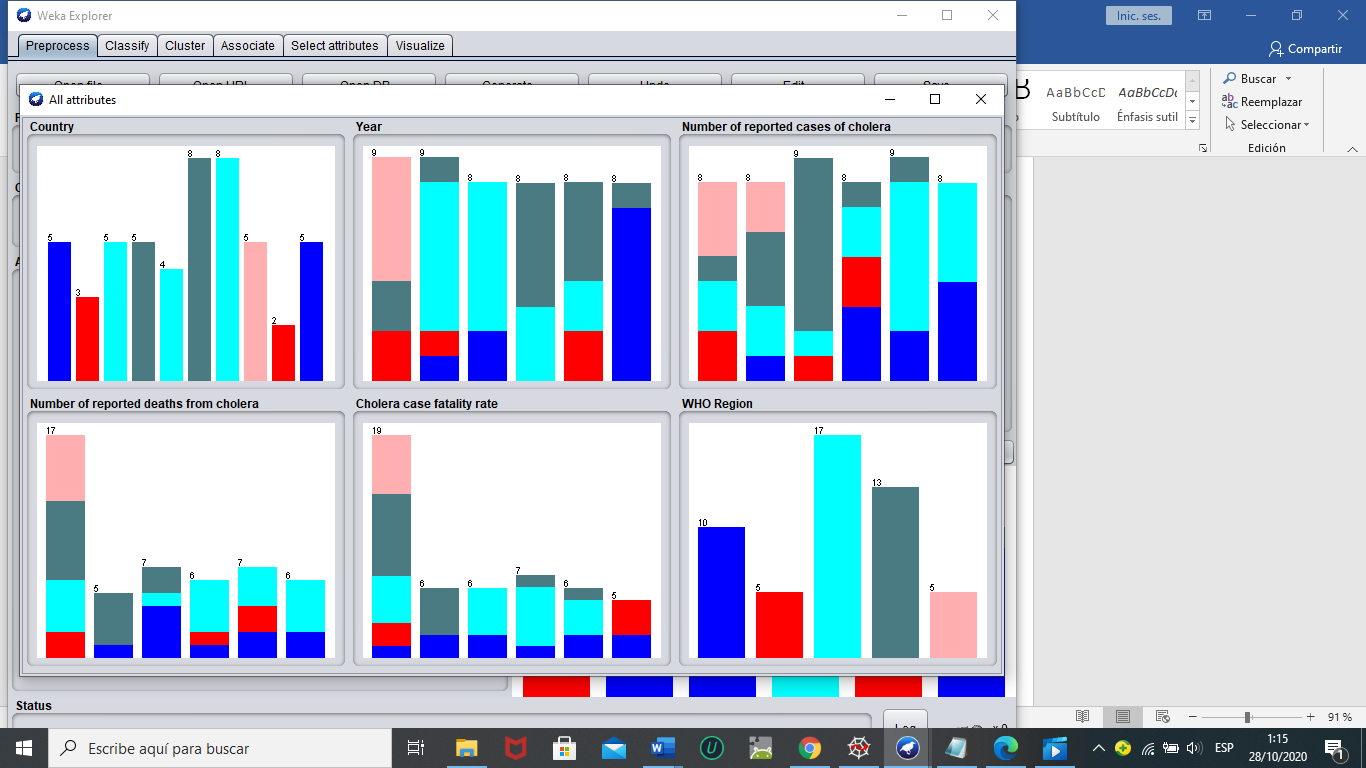 Weka Explorer
Inic. ses.
Preprocess Classify Cluster Associate Select attributes Visualize
Compartir
All attributes
Buscar
AaBbCcD AaBbCcDc
Reemplazar
Subtítulo Énfasis sutil
Seleccionar
Edición
Country Year Number of reported cases of cholera
5 3 5 5 4 8 8 5 2 5
9 9 8 8 8 8
8 8 9 8 9 8
Number of reported deaths from cholera Cholera case fatality rate WHO Region
17 5 7 6 7 6
19 6 6 7 6 5
10 5 17 13 5
Status
91 %
Escribe aquí para buscar
ESP
1:15
28/10/2020
1